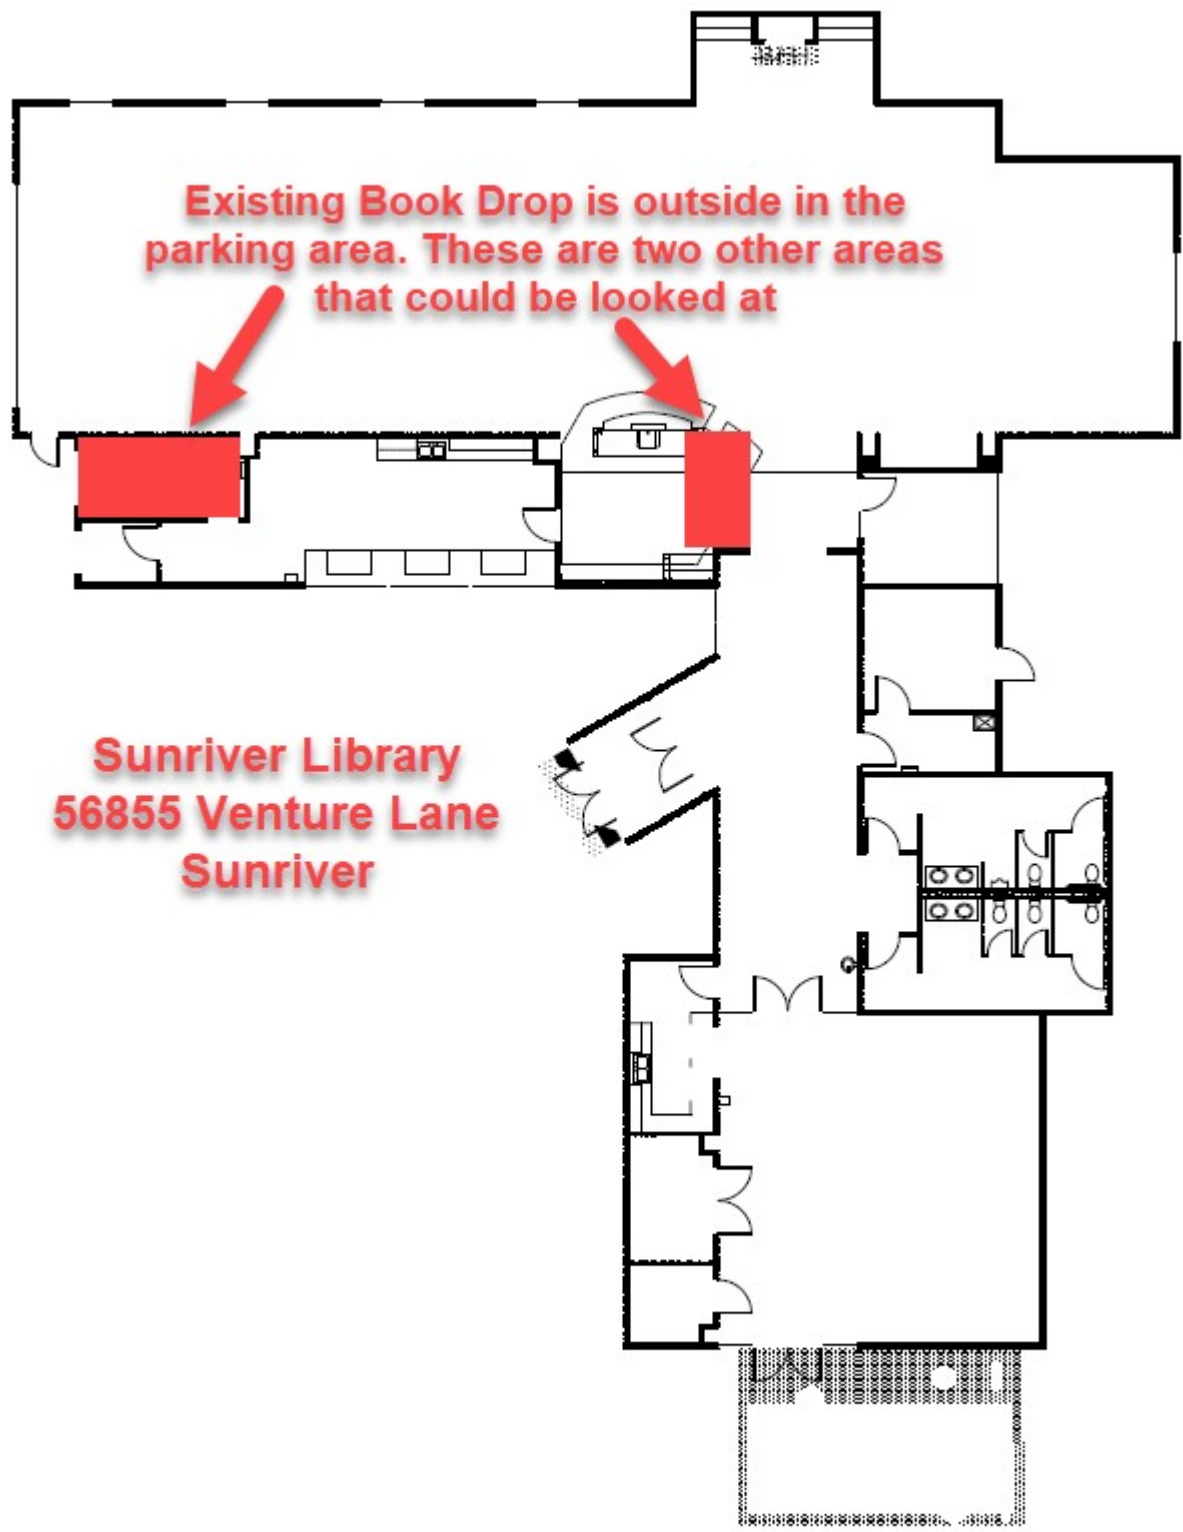 Existing Book Drop is outside in the
parking area. These are two other areas
that could be looked at
Sunriver Library
56855 Venture Lane
Sunriver